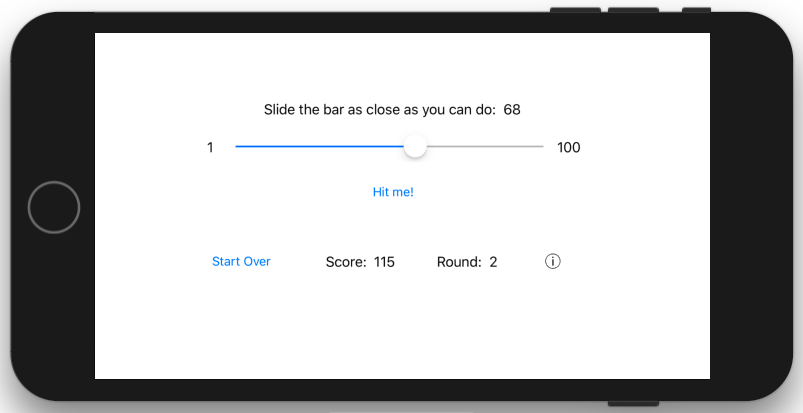 Slide the bar as close as you can do: 68
1 100
Hit me!
Start Over Score: 115 Round: 2